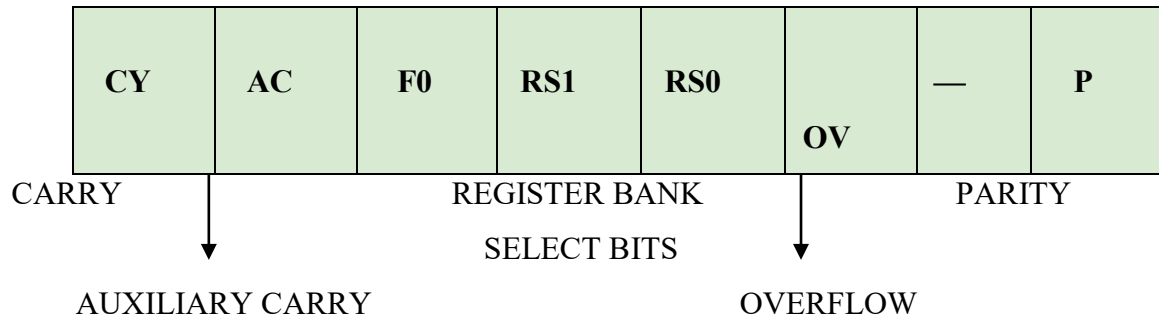 CY AC F0 RS1 RS0 — P
OV
CARRY REGISTER BANK PARITY
SELECT BITS
AUXILIARY CARRY OVERFLOW